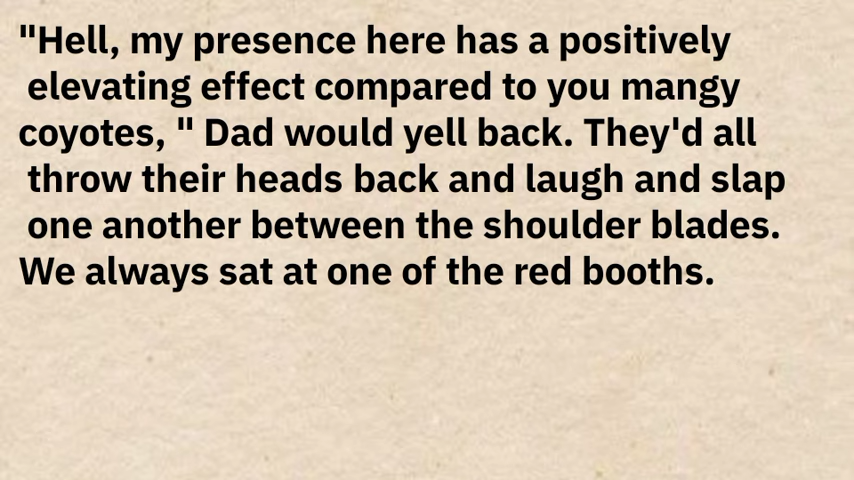 "Hell, my presence here has a positively
elevating effect compared to you mangy
coyotes, " Dad would yell back. They'd all
throw their heads back and laugh and slap
one another between the shoulder blades.
We always sat at one of the red booths.